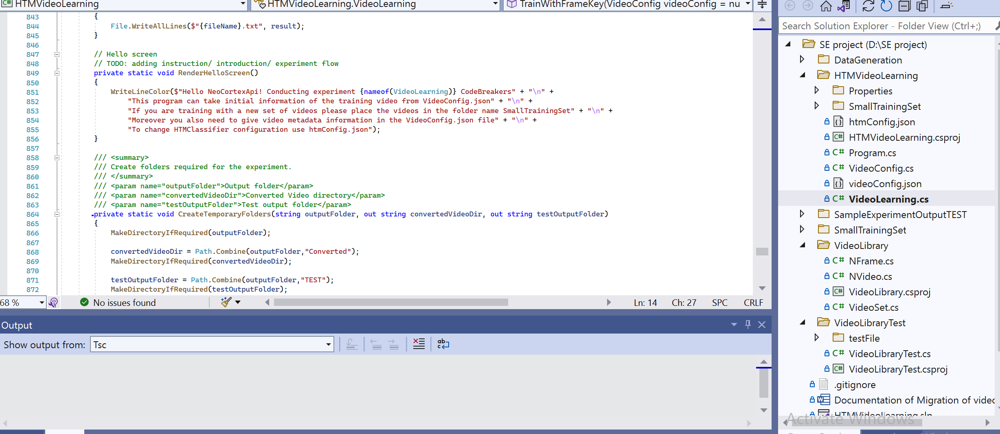 HTMVideoLearning
HTMVideoLearning.VideoLearning
TrainWithFrameKey(VideoConfig videoConfig = nu
843 {
844 File.WriteAllLines($"{fileName}.txt", result);
845 }
846
847 // Hello screen
848 // TODO: adding instruction/ introduction/ experiment flow
849 private static void RenderHelloScreen()
850 {
851 WriteLineColor($"Hello NeoCortexApi! Conducting experiment {nameof(VideoLearning)} CodeBreakers" + "\n" +
852 "This program can take initial information of the training video from VideoConfig.json" + "\n" +
853 "If you are training with a new set of videos please place the videos in the folder name SmallTrainingSet" + "\n" +
854 "Moreover you also need to give video metadata information in the VideoConfig.json file" + "\n" +
855 "To change HTMClassifier configuration use htmConfig.json");
856 }
857
858 /// <summary>
859 /// Create folders required for the experiment.
860 /// </summary>
861 /// <param name="outputFolder">Output folder</param>
862 /// <param name="convertedVideoDir">Converted Video directory</param>
863 /// <param name="testOutputFolder">Test output folder</param>
864 private static void CreateTemporaryFolders(string outputFolder, out string convertedVideoDir, out string testOutputFolder)
865 {
866 MakeDirectoryIfRequired(outputFolder);
867
868 convertedVideoDir = Path.Combine(outputFolder,"Converted");
869 MakeDirectoryIfRequired(convertedVideoDir);
870
871 testOutputFolder = Path.Combine(outputFolder,"TEST");
872 MakeDirectoryIfRequired(testOutputFolder);
68 %
No issues found
Ln: 14 Ch: 27 SPC CRLF
Output
Show output from: Tsc
Search Solution Explorer - Folder View (Ctrl+;)
SE project (D:\SE project)
DataGeneration
HTMVideoLearning
Properties
SmallTrainingSet
htmConfig.json
C# HTMVideoLearning.csproj
C# Program.cs
C# VideoConfig.cs
videoConfig.json
C# VideoLearning.cs
SampleExperimentOutputTEST
SmallTrainingSet
VideoLibrary
C# NFrame.cs
C# NVideo.cs
C# VideoLibrary.csproj
C# VideoSet.cs
VideoLibraryTest
testFile
C# VideoLibraryTest.cs
C# VideoLibraryTest.csproj
.gitignore
Documentation of Migration of videc
HTMVideoLearning.sln
Activate Windows